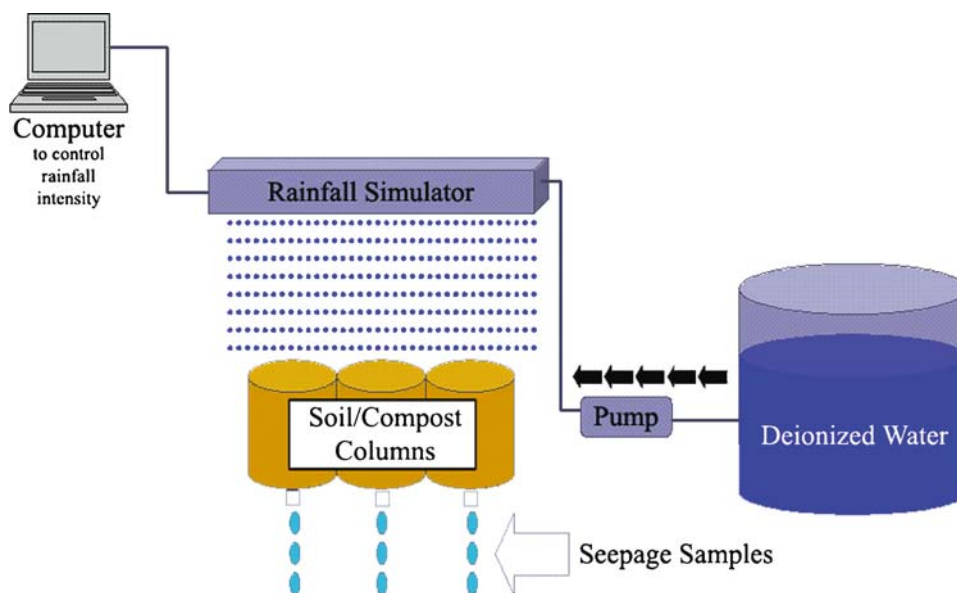 Computer
to control
rainfall
intensity
Rainfall Simulator
Soil/Compost
Columns
Pump
Deionized Water
Seepage Samples